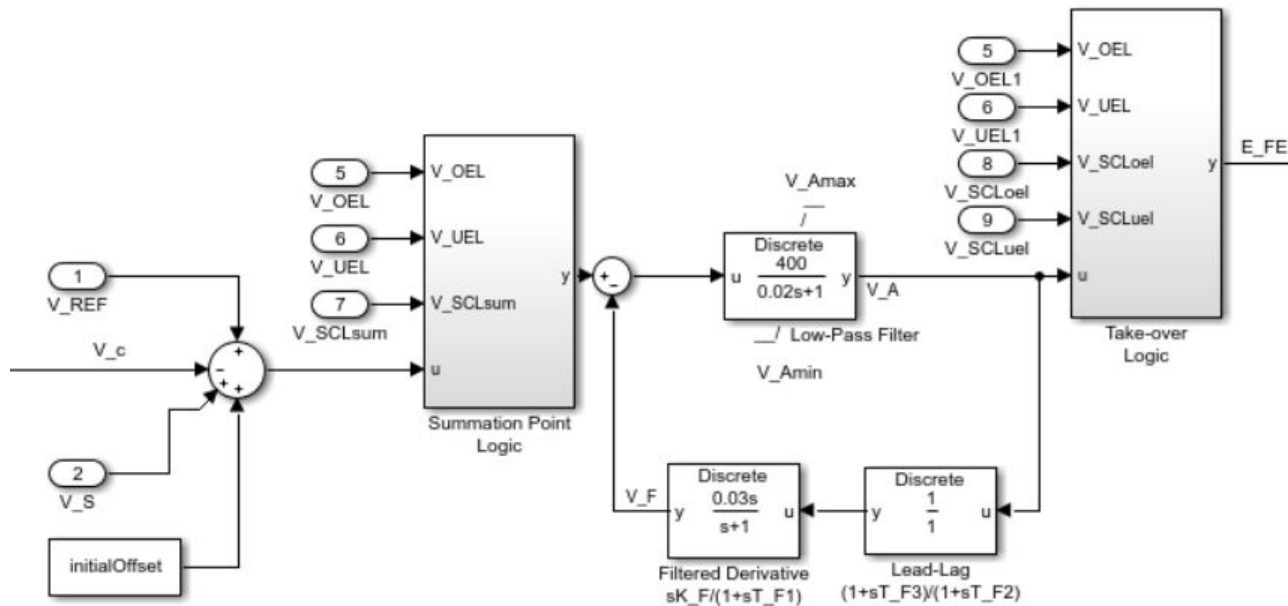 5
V_OEL1
6
V_UEL1
8
V_SCLoel
9
V_SCLuel
V_OEL
V_UEL
V_SCLoel
V_SCLuel
u
y
Take-over
Logic
E_FE
5
V_OEL
6
V_UEL
7
V_SCLsum
V_OEL
V_UEL
V_SCLsum
u
y
Summation Point
Logic
1
V_REF
V_c
2
V_S
initialOffset
+
-
+
+
+
-
V_Amax
Discrete
u 400 y
0.02s+1
Low-Pass Filter
V_Amin
V_A
V_F
Discrete
y 0.03s u
s+1
Filtered Derivative
sK_F/(1+sT_F1)
Discrete
y 1 u
1
Lead-Lag
(1+sT_F3)/(1+sT_F2)